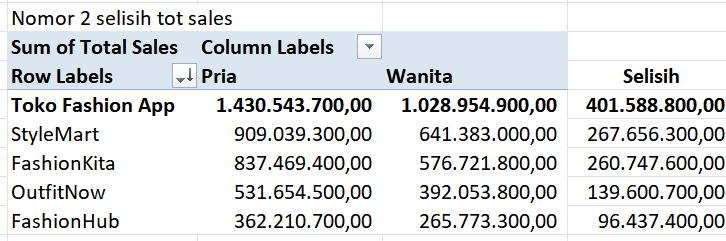 Nomor 2 selisih tot sales
Sum of Total Sales Column Labels
Row Labels Pria Wanita Selisih
Toko Fashion App 1.430.543.700,00 1.028.954.900,00 401.588.800,00
StyleMart 909.039.300,00 641.383.000,00 267.656.300,00
FashionKita 837.469.400,00 576.721.800,00 260.747.600,00
OutfitNow 531.654.500,00 392.053.800,00 139.600.700,00
FashionHub 362.210.700,00 265.773.300,00 96.437.400,00